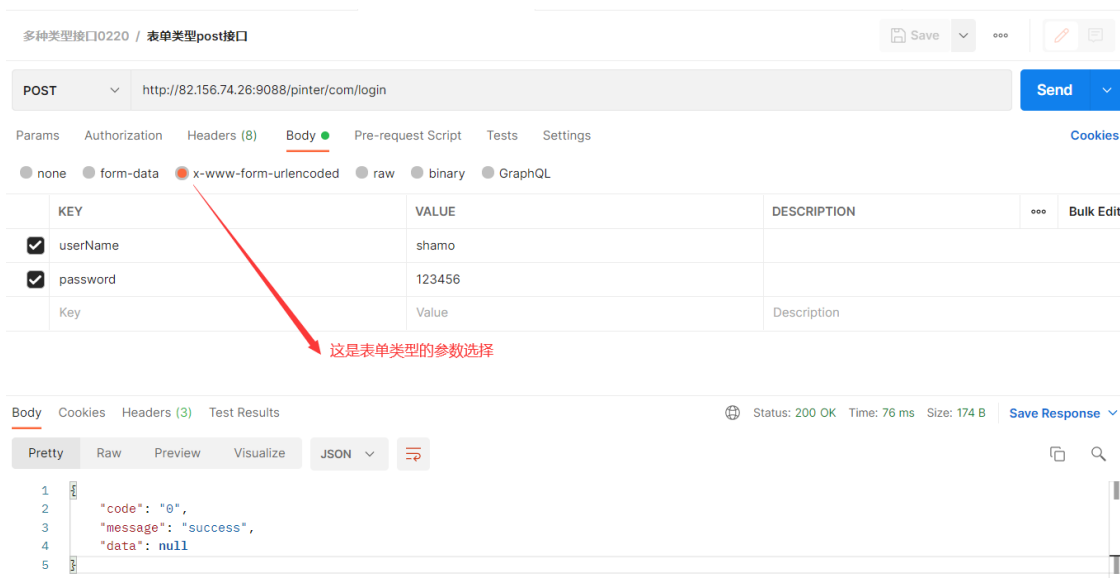 多种类型接口0220 / 表单类型post接口 Save ooo
POST http://82.156.74.26:9088/pinter/com/login Send
Params Authorization Headers (8) Body Pre-request Script Tests Settings Cookies
none form-data x-www-form-urlencoded raw binary GraphQL
KEY VALUE DESCRIPTION ooo Bulk Edit
userName shamo
password 123456
Key Value Description
这是表单类型的参数选择
Body Cookies Headers (3) Test Results Status: 200 OK Time: 76 ms Size: 174 B Save Response
Pretty Raw Preview Visualize JSON
1 {
2 "code": "0",
3 "message": "success",
4 "data": null
5 }